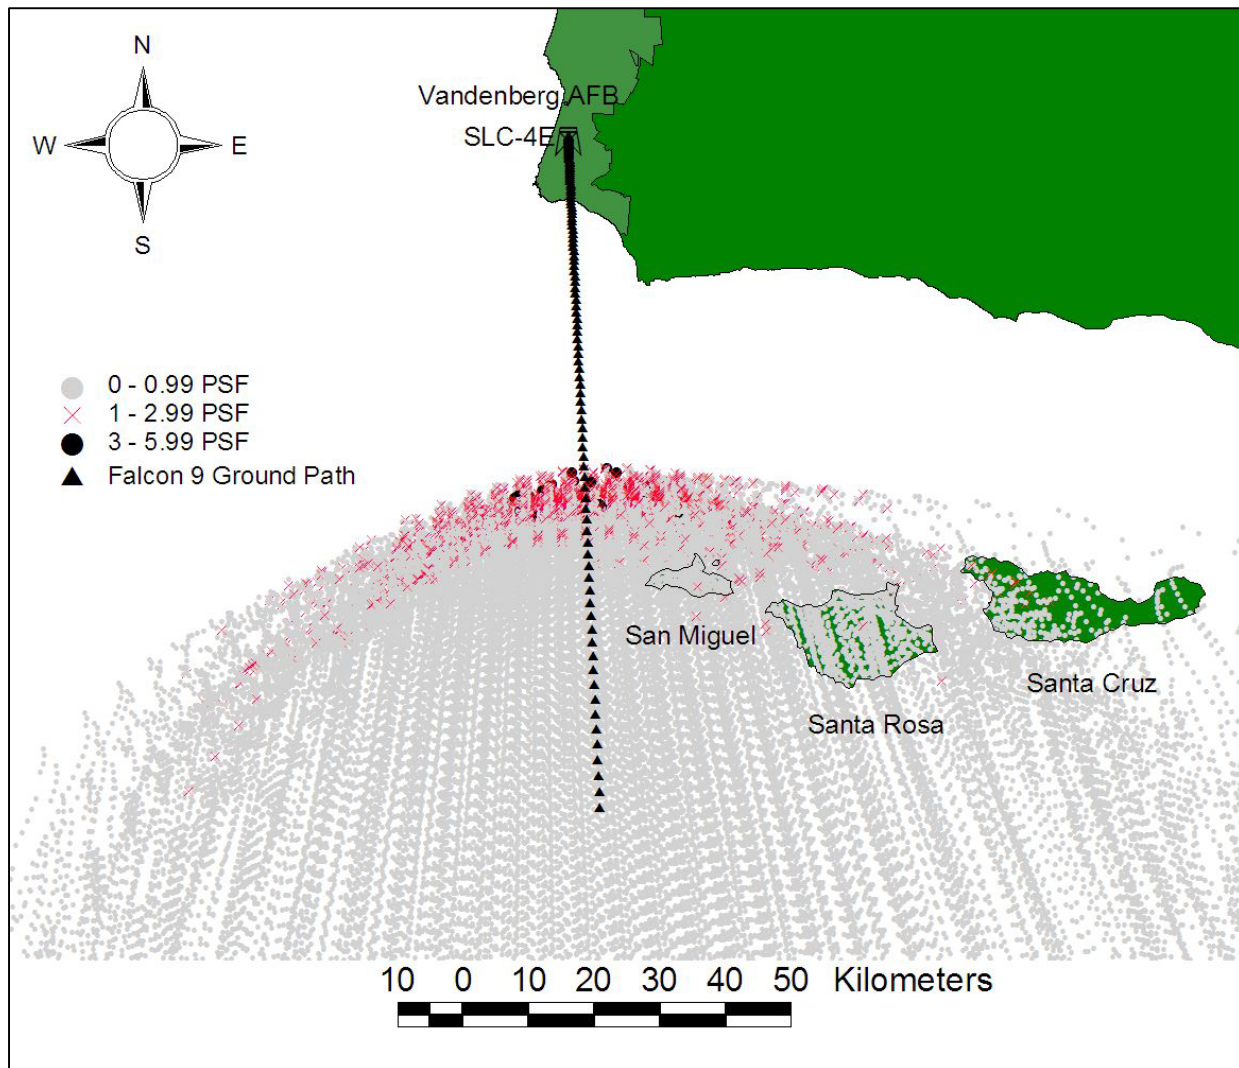 N
Vandenberg AFB
SLC-4E
W
E
S
0 - 0.99 PSF
1 - 2.99 PSF
3 - 5.99 PSF
Falcon 9 Ground Path
San Miguel
Santa Cruz
Santa Rosa
10 0 10 20 30 40 50 Kilometers